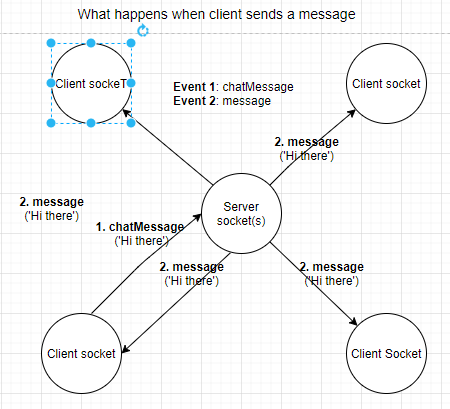 What happens when client sends a message
Client sockeT
Event 1: chatMessage
Event 2: message
Client socket
2. message
('Hi there')
2. message
('Hi there')
Server
socket(s)
1. chatMessage
('Hi there')
2. message
('Hi there')
2. message
('Hi there')
Client socket
Client Socket